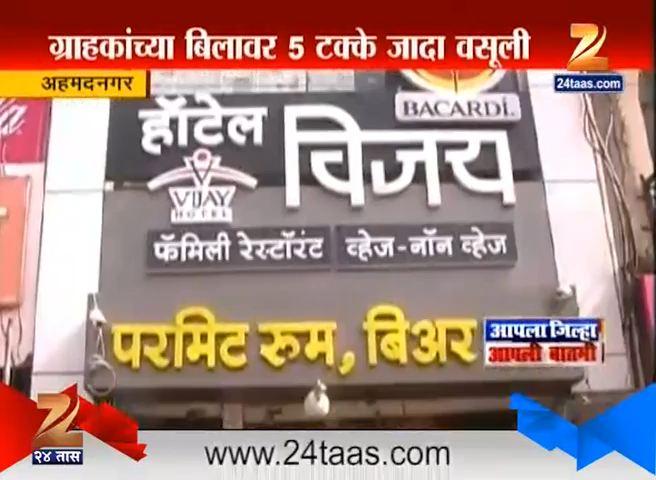 ग्राहकांच्या बिलावर 5 टक्के जादा वसूली
अहमदनगर
24taas.com
BACARDI.
हॉटेल
विजय
VIJAY
HOTEL
फॅमिली रेस्टॉरंट
व्हेज-नॉन व्हेज
परमिट रुम, बिअर
आपला जिल्हा
आपली बातमी
२४ तास
www.24taas.com